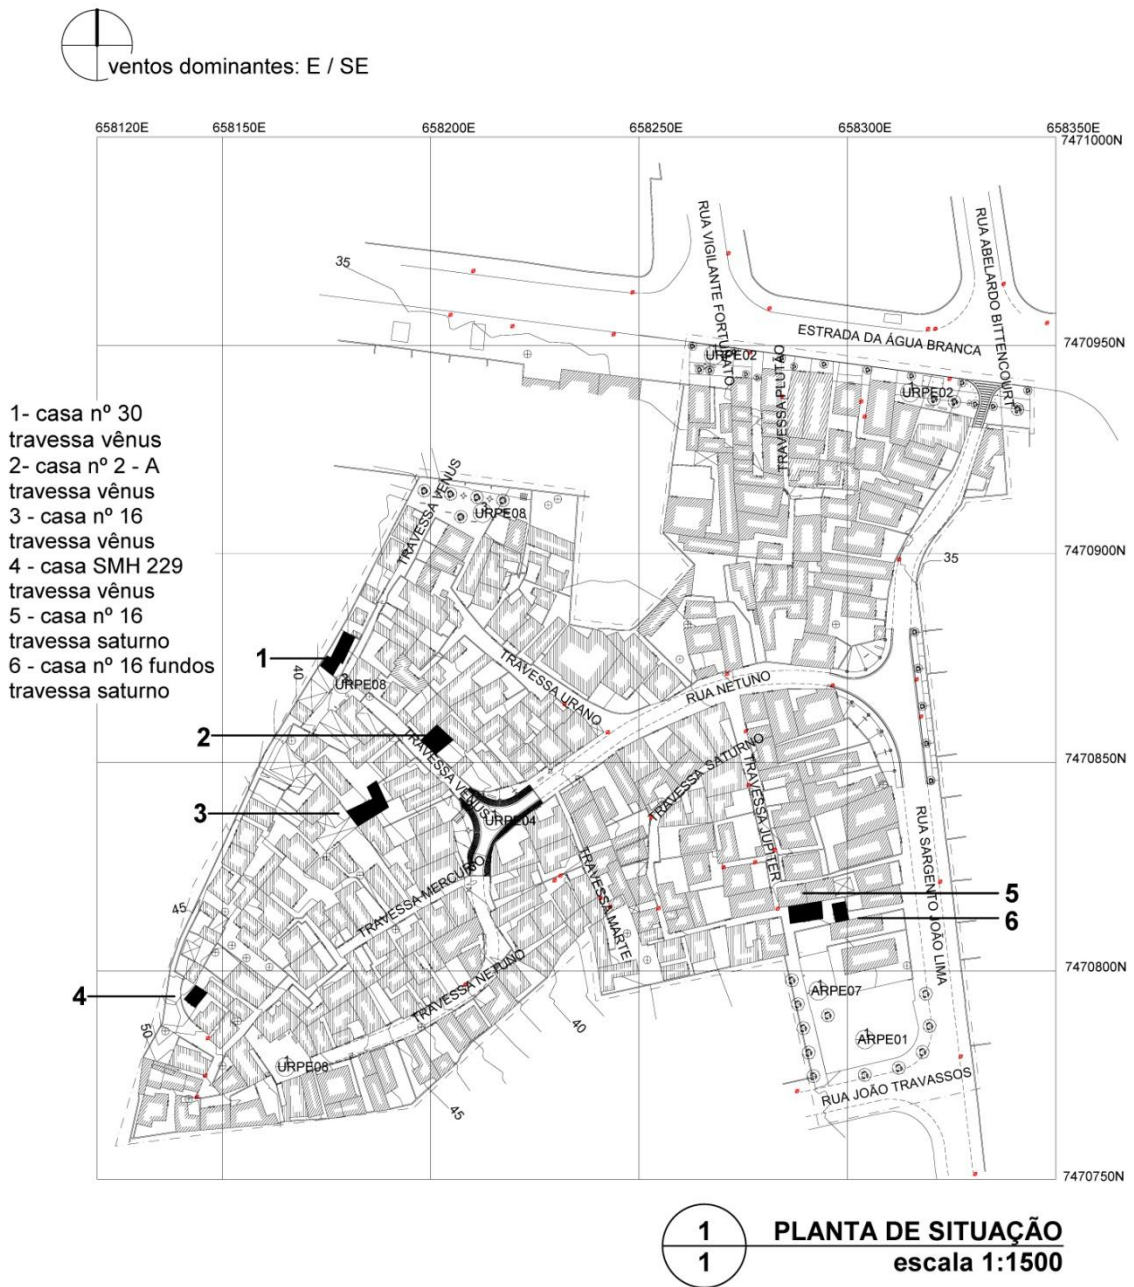 ventos dominantes: E / SE
658120E
658150E
658200E
658250E
658300E
658350E
7471000N
35
RUA VIGILANTE FORTUNATO
RUA ABELARDO BITTENCOURT
ESTRADA DA ÁGUA BRANCA
7470950N
URPE02
TRAVESSA PLUTÃO
URPE02
1- casa nº 30
travessa vênus
2- casa nº 2 - A
travessa vênus
3 - casa nº 16
travessa vênus
4 - casa SMH 229
travessa vênus
5 - casa nº 16
travessa saturno
6 - casa nº 16 fundos
travessa saturno
TRAVESSA VENUS
URPE08
7470900N
35
1
40
URPE08
TRAVESSA URANO
RUA NETUNO
2
TRAVESSA VENUS
TRAVESSA SATURNO
7470850N
TRAVESSA JUPITER
3
URPE04
RUA SARGENTO JOÃO LIMA
TRAVESSA MERCURIO
TRAVESSA MARTE
5
6
45
TRAVESSA NETUNO
7470800N
4
ARPE07
50
40
1
ARPE01
1
URPE08
RUA JOÃO TRAVASSOS
45
7470750N
1
1
PLANTA DE SITUAÇÃO
escala 1:1500